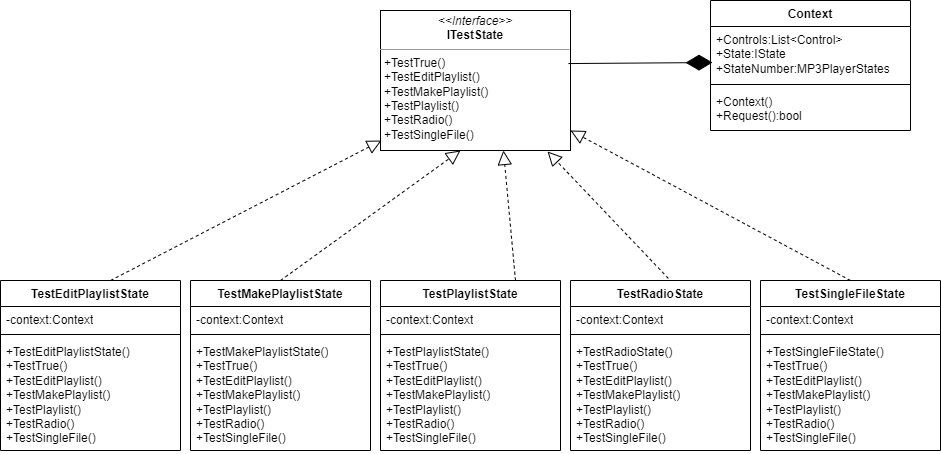 <<Interface>>
ITestState
+TestTrue()
+TestEditPlaylist()
+TestMakePlaylist()
+TestPlaylist()
+TestRadio()
+TestSingleFile()
Context
+Controls:List<Control>
+State:IState
+StateNumber:MP3PlayerStates
+Context()
+Request():bool
TestEditPlaylistState
-context:Context
+TestEditPlaylistState()
+TestTrue()
+TestEditPlaylist()
+TestMakePlaylist()
+TestPlaylist()
+TestRadio()
+TestSingleFile()
TestMakePlaylistState
-context:Context
+TestMakePlaylistState()
+TestTrue()
+TestEditPlaylist()
+TestMakePlaylist()
+TestPlaylist()
+TestRadio()
+TestSingleFile()
TestPlaylistState
-context:Context
+TestPlaylistState()
+TestTrue()
+TestEditPlaylist()
+TestMakePlaylist()
+TestPlaylist()
+TestRadio()
+TestSingleFile()
TestRadioState
-context:Context
+TestRadioState()
+TestTrue()
+TestEditPlaylist()
+TestMakePlaylist()
+TestPlaylist()
+TestRadio()
+TestSingleFile()
TestSingleFileState
-context:Context
+TestSingleFileState()
+TestTrue()
+TestEditPlaylist()
+TestMakePlaylist()
+TestPlaylist()
+TestRadio()
+TestSingleFile()